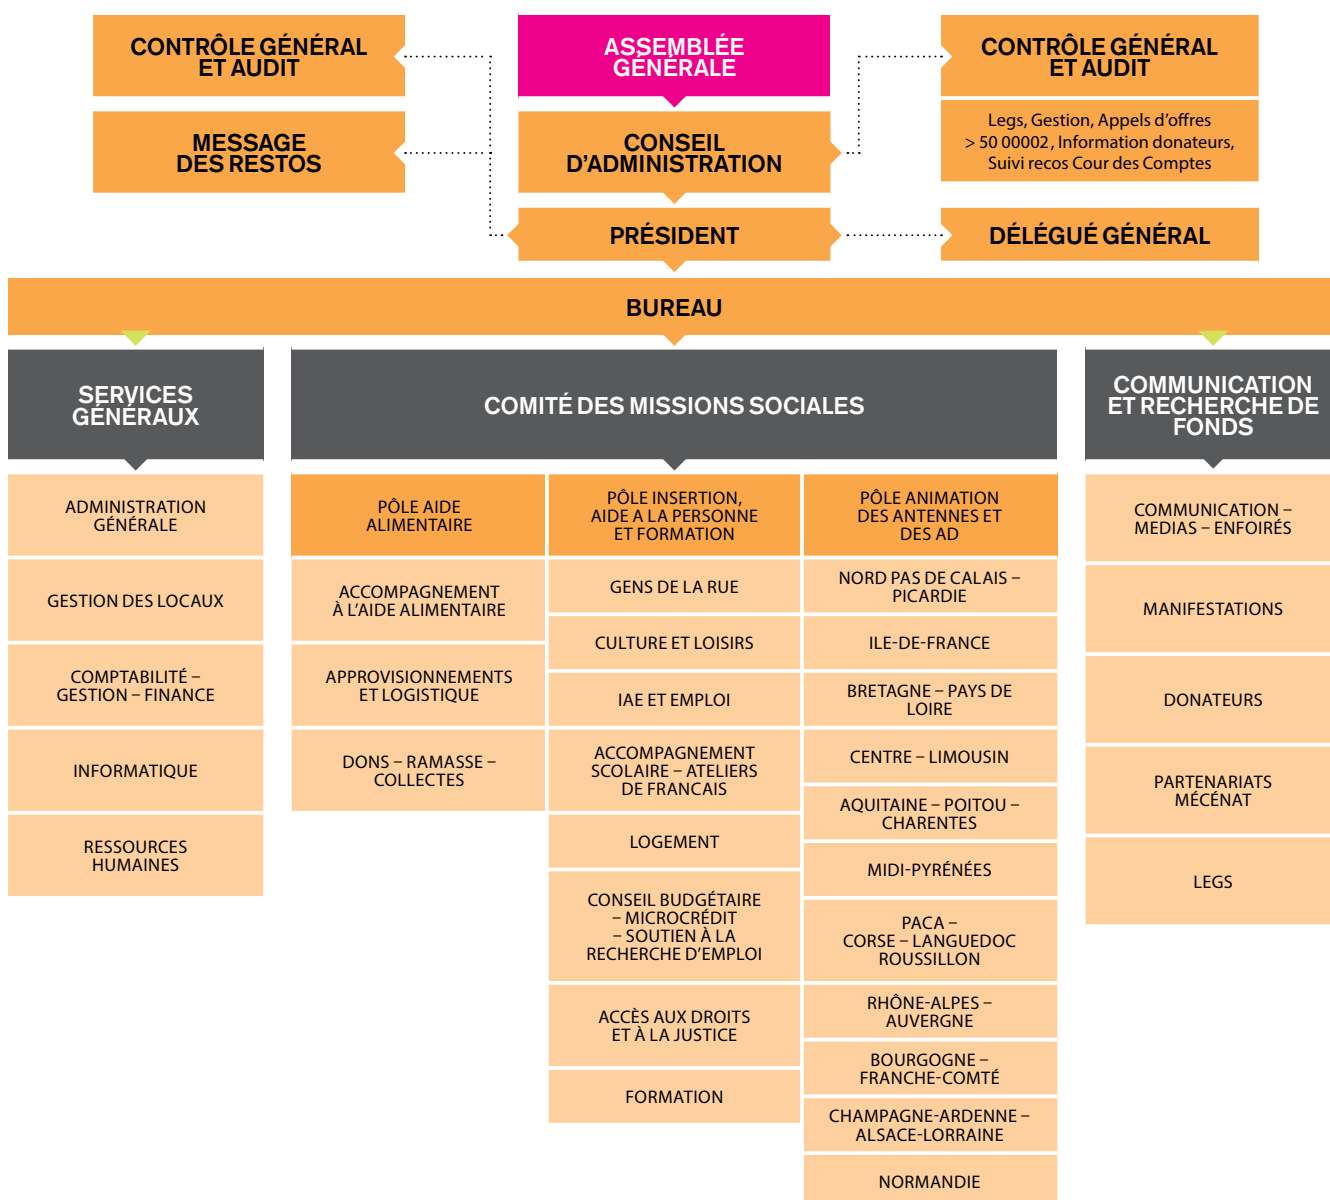 CONTRÔLE GÉNÉRAL
ET AUDIT
ASSEMBLÉE
GÉNÉRALE
CONTRÔLE GÉNÉRAL
ET AUDIT
MESSAGE
DES RESTOS
CONSEIL
D'ADMINISTRATION
Legs, Gestion, Appels d'offres
> 50 00002, Information donateurs,
Suivi recos Cour des Comptes
PRÉSIDENT
DÉLÉGUÉ GÉNÉRAL
BUREAU
SERVICES
GÉNÉRAUX
COMITÉ DES MISSIONS SOCIALES
COMMUNICATION
ET RECHERCHE DE
FONDS
ADMINISTRATION
GÉNÉRALE
GESTION DES LOCAUX
COMPTABILITÉ –
GESTION – FINANCE
INFORMATIQUE
RESSOURCES
HUMAINES
PÔLE AIDE
ALIMENTAIRE
ACCOMPAGNEMENT
À L'AIDE ALIMENTAIRE
APPROVISIONNEMENTS
ET LOGISTIQUE
DONS – RAMASSE –
COLLECTES
PÔLE INSERTION,
AIDE A LA PERSONNE
ET FORMATION
GENS DE LA RUE
CULTURE ET LOISIRS
IAE ET EMPLOI
ACCOMPAGNEMENT
SCOLAIRE – ATELIERS
DE FRANCAIS
LOGEMENT
CONSEIL BUDGÉTAIRE
– MICROCRÉDIT
– SOUTIEN À LA
RECHERCHE D'EMPLOI
ACCÈS AUX DROITS
ET À LA JUSTICE
FORMATION
PÔLE ANIMATION
DES ANTENNES ET
DES AD
NORD PAS DE CALAIS –
PICARDIE
ILE-DE-FRANCE
BRETAGNE – PAYS DE
LOIRE
CENTRE – LIMOUSIN
AQUITAINE – POITOU –
CHARENTES
MIDI-PYRÉNÉES
PACA –
CORSE – LANGUEDOC
ROUSSILLON
RHÔNE-ALPES –
AUVERGNE
BOURGOGNE –
FRANCHE-COMTÉ
CHAMPAGNE-ARDENNE –
ALSACE-LORRAINE
NORMANDIE
COMMUNICATION –
MEDIAS – ENFOIRÉS
MANIFESTATIONS
DONATEURS
PARTENARIATS
MÉCÉNAT
LEGS